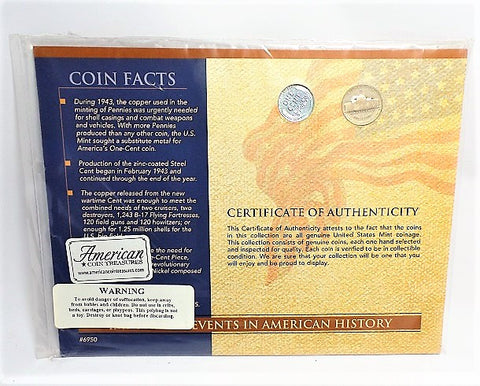 COIN FACTS
During 1943, the copper used in the
minting of Pennies was urgently needed
for shell casings and combat weapons
and vehicles. With more Pennies
produced than any other coin, the U.S.
Mint sought a substitute metal for
America's One-Cent coin.
Production of the zinc-coated Steel
Cent began in February 1943 and
continued through the end of the year.
The copper released from the new
wartime Cent was enough to meet the
combined needs of two cruisers, two
destroyers, 1,243 B-17 Flying Fortresses,
120 field guns and 120 howitzers; or
enough for 1.25 million shells for the
the need for
-Cent Piece,
evolutionary
Nickel composed
American
COIN TREASURES
www.americancointreasures.com
WARNING
To avoid danger of suffocation, keep away
from babies and children. Do not use in cribs,
beds, carriages, or playpens. This polybag is not
a toy. Destroy or knot bag before discarding.
ONE
CENT
CERTIFICATE OF AUTHENTICITY
This Certificate of Authenticity attests to the fact that the coins
in this collection are all genuine United States Mint coinage.
This collection consists of genuine coins, each one hand selected
and inspected for quality. Each coin is verified to be in collectible
condition. We are sure that your collection will be one that you
will enjoy and be proud to display.
EVENTS IN AMERICAN HISTORY
#6950